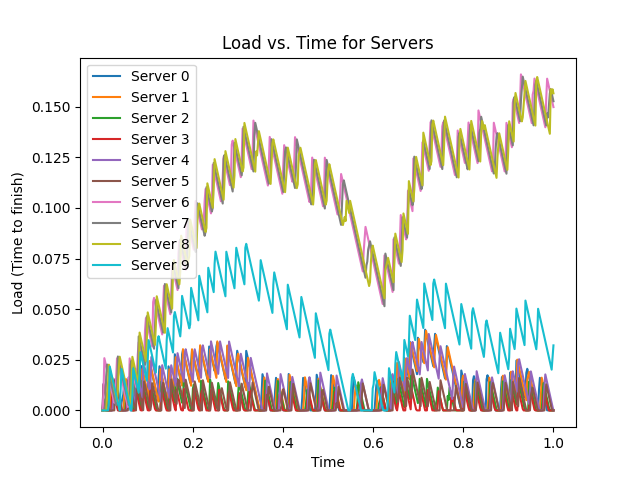 Load vs. Time for Servers
Load (Time to finish)
0.150
0.125
0.100
0.075
0.050
0.025
0.000
Server 0
Server 1
Server 2
Server 3
Server 4
Server 5
Server 6
Server 7
Server 8
Server 9
0.0 0.2 0.4 0.6 0.8 1.0
Time